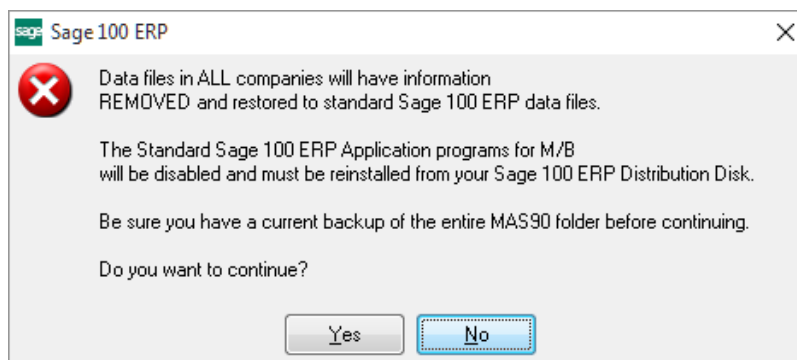 sage Sage 100 ERP
Data files in ALL companies will have information
REMOVED and restored to standard Sage 100 ERP data files.
The Standard Sage 100 ERP Application programs for M/B
will be disabled and must be reinstalled from your Sage 100 ERP Distribution Disk.
Be sure you have a current backup of the entire MAS90 folder before continuing.
Do you want to continue?
Yes No